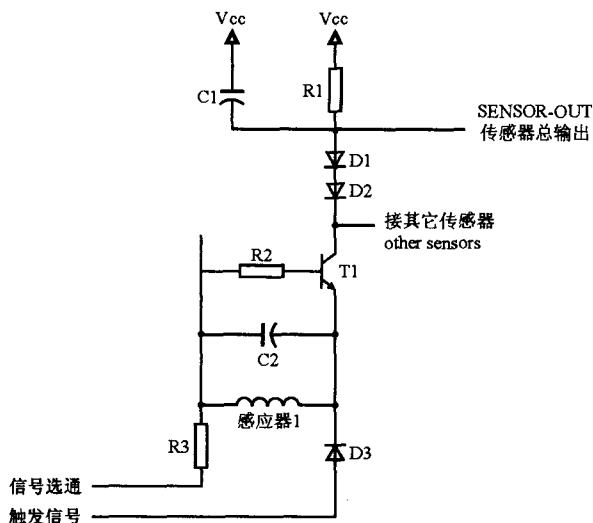 Vcc
Vcc
C1
R1
SENSOR-OUT
传感器总输出
D1
D2
接其它传感器
other sensors
R2
T1
C2
感应器1
R3
D3
信号选通
触发信号